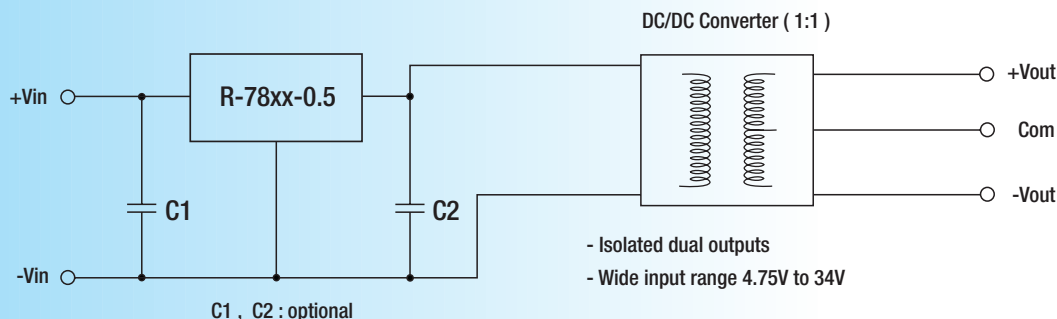 DC/DC Converter ( 1:1 )
+Vin
R-78xx-0.5
+Vout
Com
C1
C2
-Vout
- Isolated dual outputs
-Vin
- Wide input range 4.75V to 34V
C1 , C2 : optional